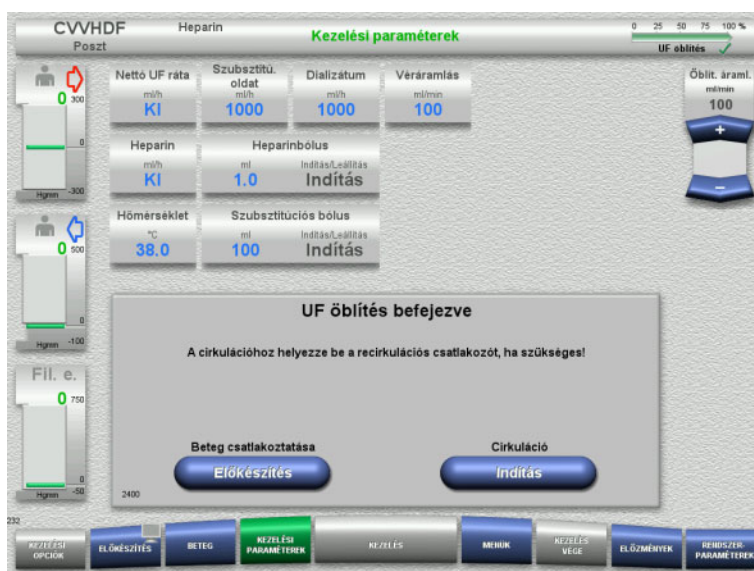 CVVHDF
Poszt
Heparin
Kezelési paraméterek
0 25 50 75 100 %
UF öblítés
0 300
0
-300
Hgmm
Nettó UF ráta
ml/h
KI
Szubsztitú.
oldat
ml/h
1000
Dializátum
ml/h
1000
Véráramlás
ml/min
100
Öblít. áraml.
ml/min
100
+
−
Heparin
ml/h
KI
Heparinbólus
ml Indítás/Leállítás
1.0 Indítás
Hőmérséklet
°C
38.0
Szubsztitúciós bólus
ml Indítás/Leállítás
100 Indítás
0 500
0
-100
Hgmm
UF öblítés befejezve
A cirkulációhoz helyezze be a recirkulációs csatlakozót, ha szükséges!
Fil. e.
0 750
0
-50
Hgmm
Beteg csatlakoztatása
Előkészítés
Cirkuláció
Indítás
2400
232
KEZELÉSI
OPCIÓK
ELŐKÉSZÍTÉS
BETEG
KEZELÉSI
PARAMÉTEREK
KEZELÉS
MENÜK
KEZELÉS
VÉGE
ELŐZMÉNYEK
RENDSZER-
PARAMÉTEREK